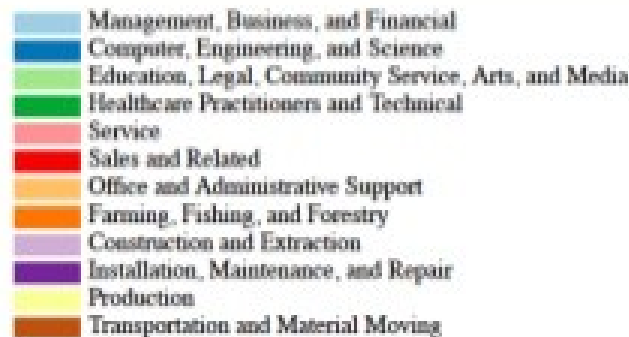 Management, Business, and Financial
Computer, Engineering, and Science
Education, Legal, Community Service, Arts, and Media
Healthcare Practitioners and Technical
Service
Sales and Related
Office and Administrative Support
Farming, Fishing, and Forestry
Construction and Extraction
Installation, Maintenance, and Repair
Production
Transportation and Material Moving